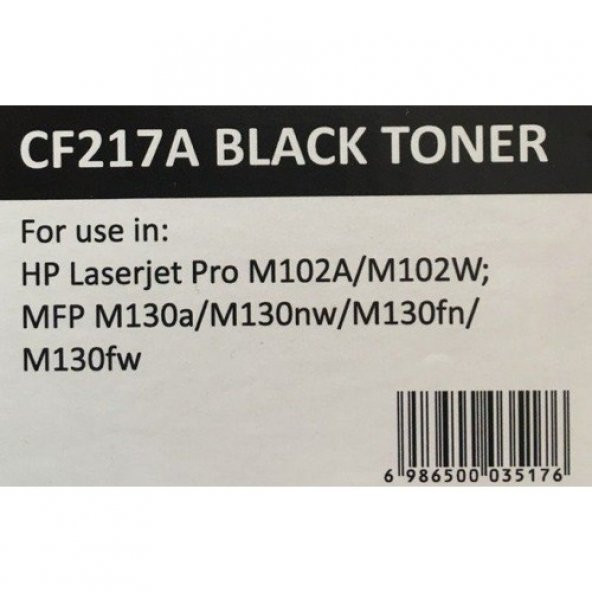 CF217A BLACK TONER
For use in:
HP Laserjet Pro M102A/M102W;
MFP M130a/M130nw/M130fn/
M130fw
6 986500 035176